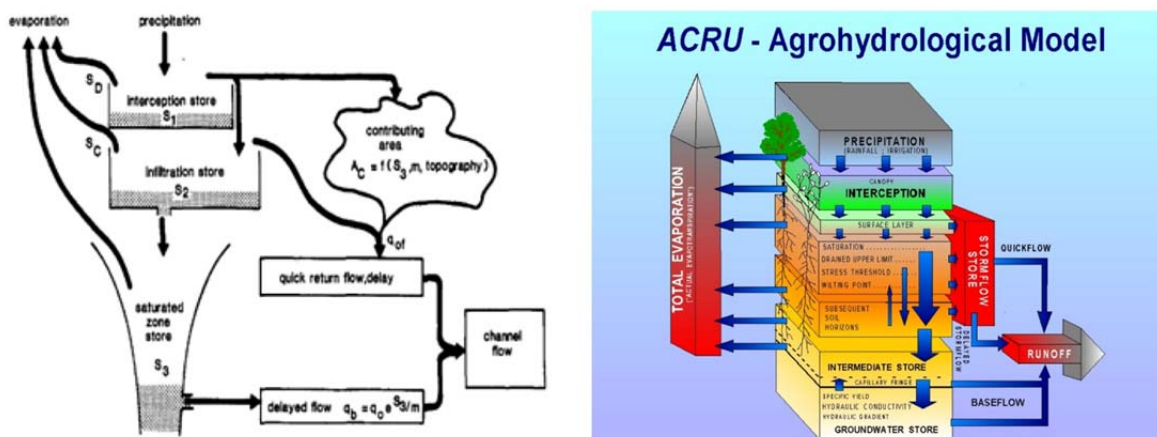 evaporation
precipitation
S_D
interception store
S_1
S_C
infiltration store
S_2
contributing
area
A_C = f(S_3, m, topography)
q_of
quick return flow,delay
saturated
zone
store
S_3
channel
flow
delayed flow q_b = q_o e^S_3/m
ACRU - Agrohydrological Model
PRECIPITATION
(RAINFALL | IRRIGATION)
CANOPY
INTERCEPTION
SURFACE LAYER
SATURATION ..............
DRAINED UPPER LIMIT .....
STRESS THRESHOLD ......
WILTING POINT .......
SUBSEQUENT
SOIL
HORIZONS
INTERMEDIATE STORE
CAPILLARY FRINGE
SPECIFIC YIELD
HYDRAULIC CONDUCTIVITY
HYDRAULIC GRADIENT
GROUNDWATER STORE
TOTAL EVAPORATION
("ACTUAL EVAPOTRANSPIRATION")
STORMFLOW
STORE
QUICKFLOW
DELAYED
STORMFLOW
RUNOFF
BASEFLOW